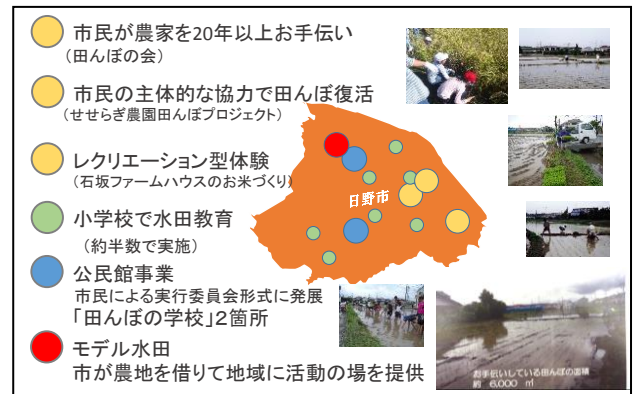 市民が農家を20年以上お手伝い
(田んぼの会)
市民の主体的な協力で田んぼ復活
(せせらぎ農園田んぼプロジェクト)
レクリエーション型体験
(石坂ファームハウスのお米づくり)
小学校で水田教育
(約半数で実施)
公民館事業
市民による実行委員会形式に発展
「田んぼの学校」2箇所
モデル水田
市が農地を借りて地域に活動の場を提供
日野市
お手伝いしている田んぼの面積
約 6,000 ㎡